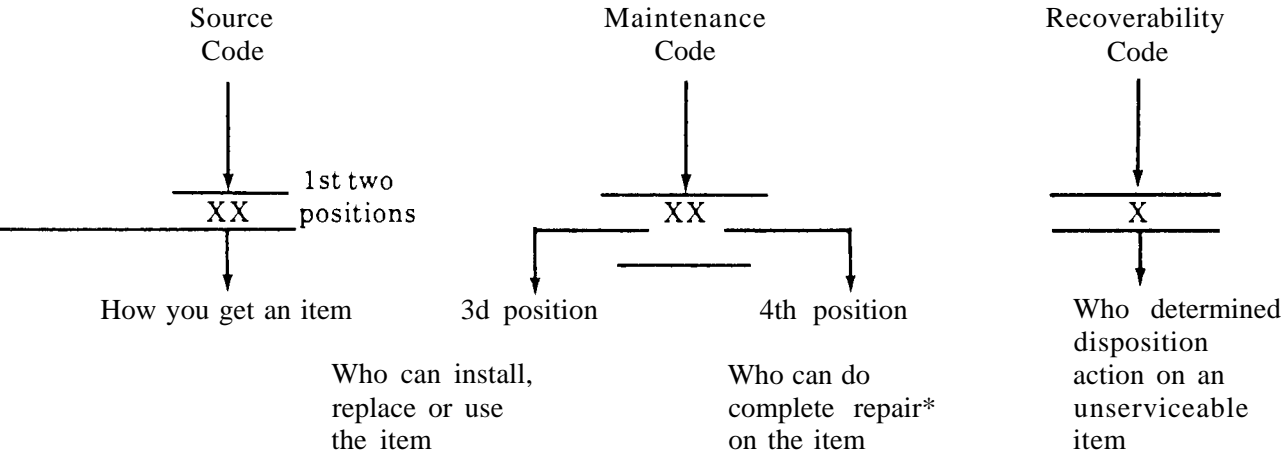 Source
Code
Maintenance
Code
Recoverability
Code
1st two
positions
XX
XX
X
How you get an item
3d position
4th position
Who can install,
replace or use
the item
Who can do
complete repair*
on the item
Who determined
disposition
action on an
unserviceable
item